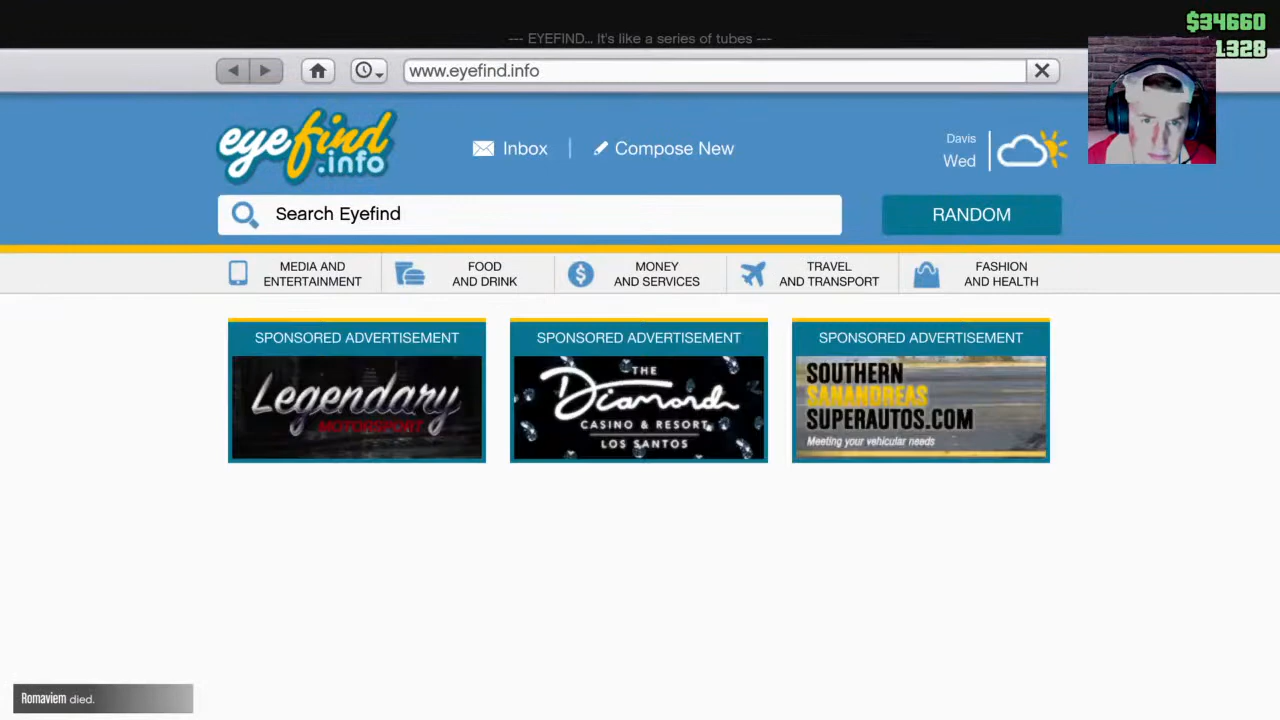 --- EYEFIND... It's like a series of tubes ---
$34660
1328
www.eyefind.info
eyefind
.info
Inbox
Compose New
Davis
Wed
Search Eyefind
RANDOM
MEDIA AND
ENTERTAINMENT
FOOD
AND DRINK
MONEY
AND SERVICES
TRAVEL
AND TRANSPORT
FASHION
AND HEALTH
SPONSORED ADVERTISEMENT
Legendary
MOTORSPORT
SPONSORED ADVERTISEMENT
THE
Diamond
CASINO & RESORT
LOS SANTOS
SPONSORED ADVERTISEMENT
SOUTHERN
SANANDREAS
SUPERAUTOS.COM
Meeting your vehicular needs
Romaviem died.